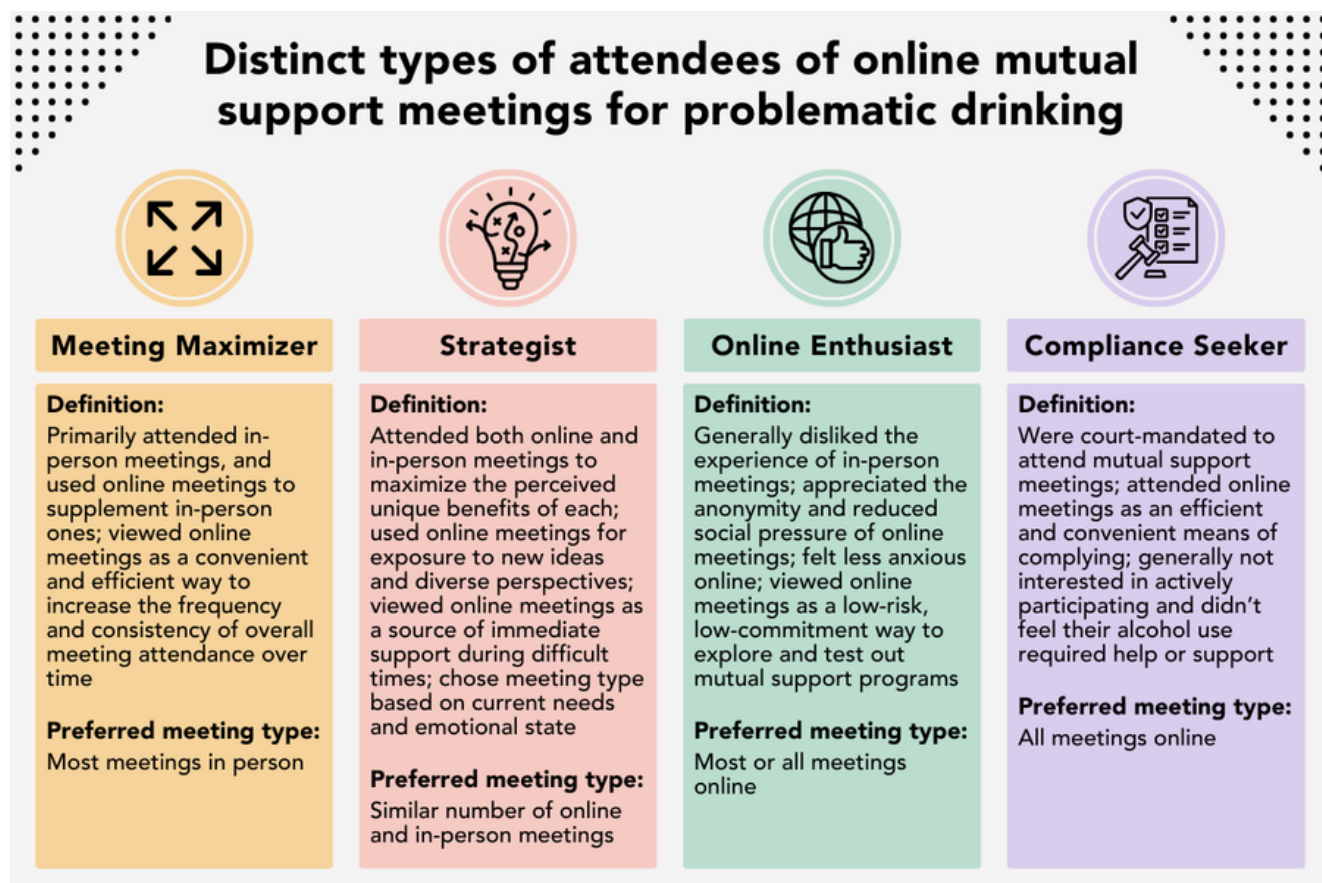 Distinct types of attendees of online mutual
support meetings for problematic drinking
Meeting Maximizer
Definition:
Primarily attended in-
person meetings, and
used online meetings to
supplement in-person
ones; viewed online
meetings as a convenient
and efficient way to
increase the frequency
and consistency of overall
meeting attendance over
time
Preferred meeting type:
Most meetings in person
Strategist
Definition:
Attended both online and
in-person meetings to
maximize the perceived
unique benefits of each;
used online meetings for
exposure to new ideas
and diverse perspectives;
viewed online meetings as
a source of immediate
support during difficult
times; chose meeting type
based on current needs
and emotional state
Preferred meeting type:
Similar number of online
and in-person meetings
Online Enthusiast
Definition:
Generally disliked the
experience of in-person
meetings; appreciated the
anonymity and reduced
social pressure of online
meetings; felt less anxious
online; viewed online
meetings as a low-risk,
low-commitment way to
explore and test out
mutual support programs
Preferred meeting type:
Most or all meetings
online
Compliance Seeker
Definition:
Were court-mandated to
attend mutual support
meetings; attended online
meetings as an efficient
and convenient means of
complying; generally not
interested in actively
participating and didn't
feel their alcohol use
required help or support
Preferred meeting type:
All meetings online